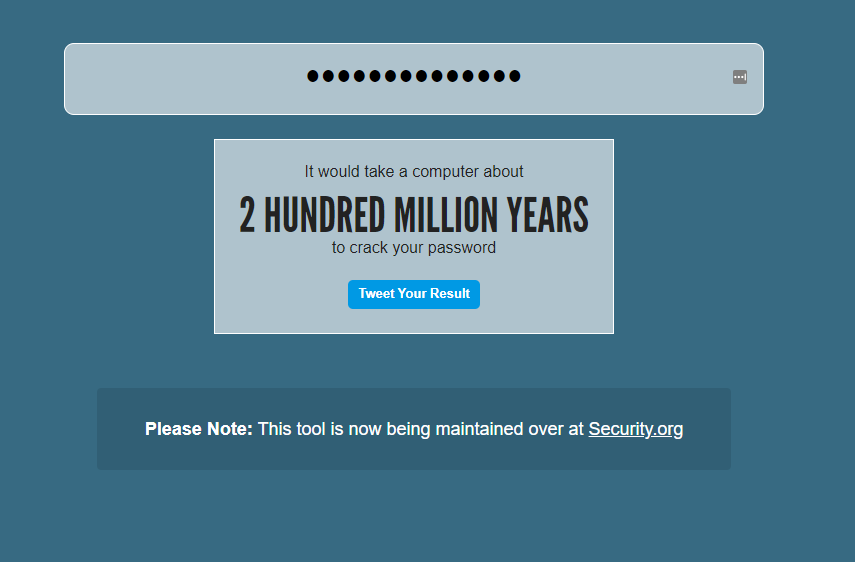 ●●●●●●●●●●●●●●
It would take a computer about
2 HUNDRED MILLION YEARS
to crack your password
Tweet Your Result
Please Note: This tool is now being maintained over at Security.org